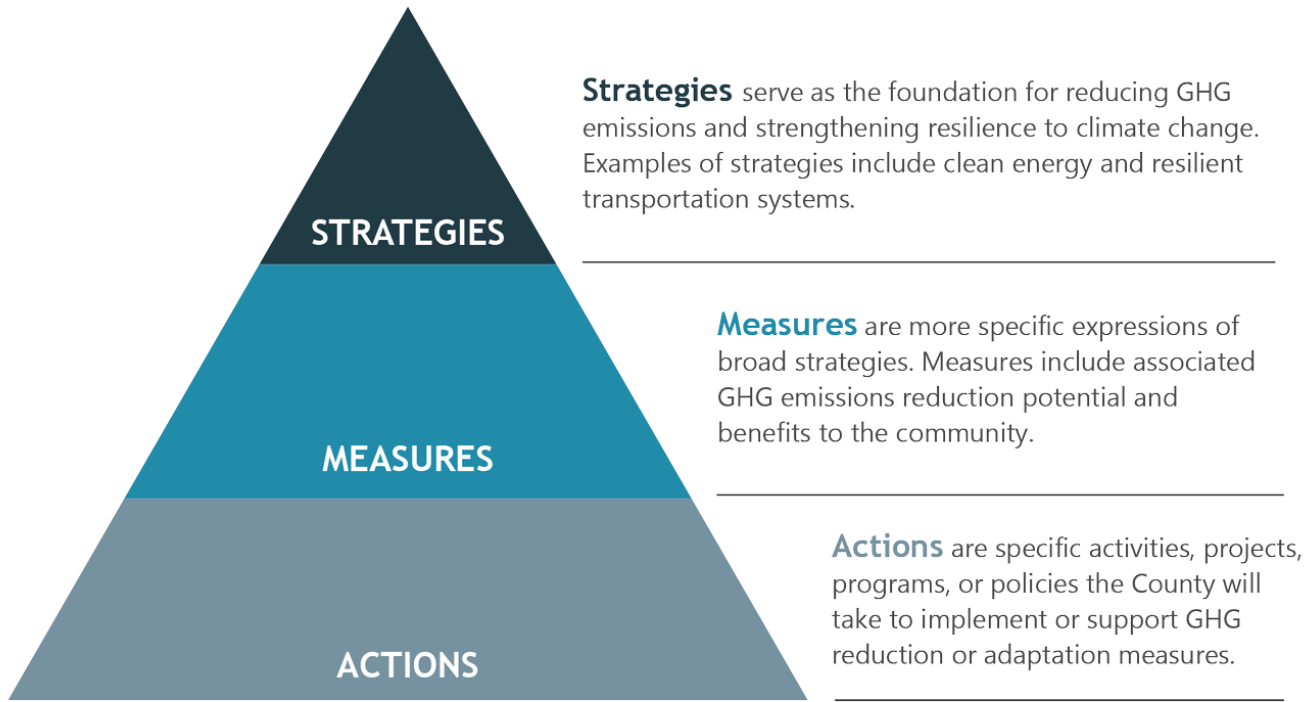 Strategies serve as the foundation for reducing GHG
emissions and strengthening resilience to climate change.
Examples of strategies include clean energy and resilient
transportation systems.
STRATEGIES
Measures are more specific expressions of
broad strategies. Measures include associated
GHG emissions reduction potential and
benefits to the community.
MEASURES
Actions are specific activities, projects,
programs, or policies the County will
take to implement or support GHG
reduction or adaptation measures.
ACTIONS